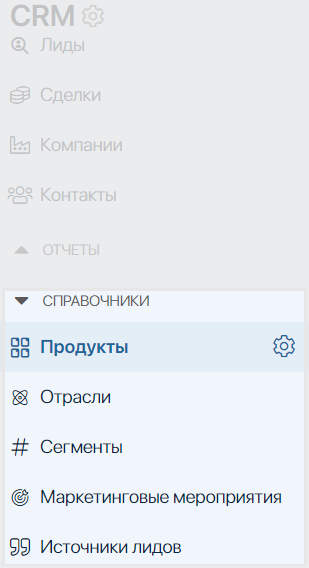 CRM
Лиды
Сделки
Компании
Контакты
ОТЧЕТЫ
СПРАВОЧНИКИ
Продукты
Отрасли
Сегменты
Маркетинговые мероприятия
Источники лидов